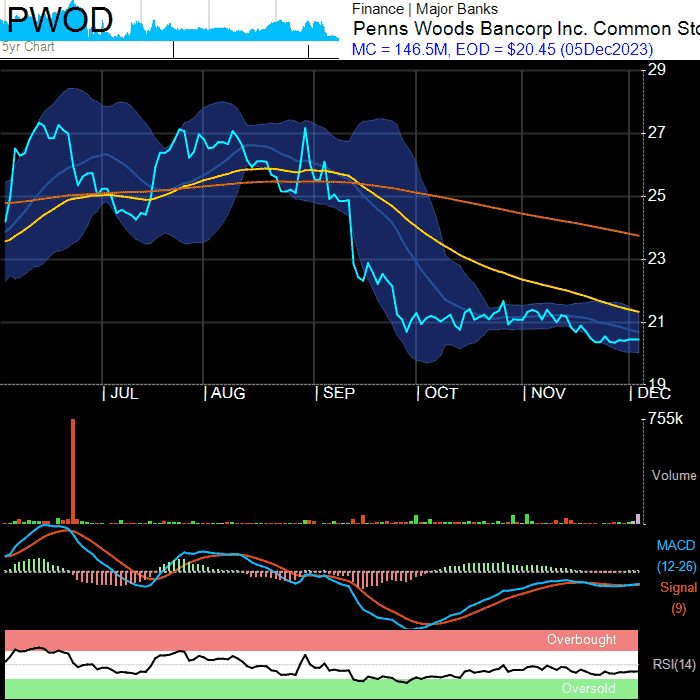 PWOD
5yr Chart
Finance | Major Banks
Penns Woods Bancorp Inc. Common Sto
MC = 146.5M, EOD = $20.45 (05Dec2023)
29
27
25
23
21
19
JUL AUG SEP OCT NOV DEC
755k
Volume
MACD
(12-26)
Signal
(9)
Overbought
RSI(14)
Oversold